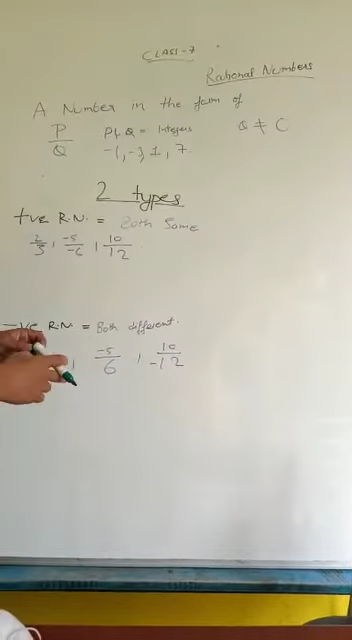 CLASS-7
Rational Numbers
A Number in the form of
P/Q P&Q = Integers Q ≠ 0
-1, -3, 1, 7
2 types
+ve R.N. = Both Same
2/3, -5/-6, 10/12
-ve R.N. = Both different.
, -5/6, 10/-12